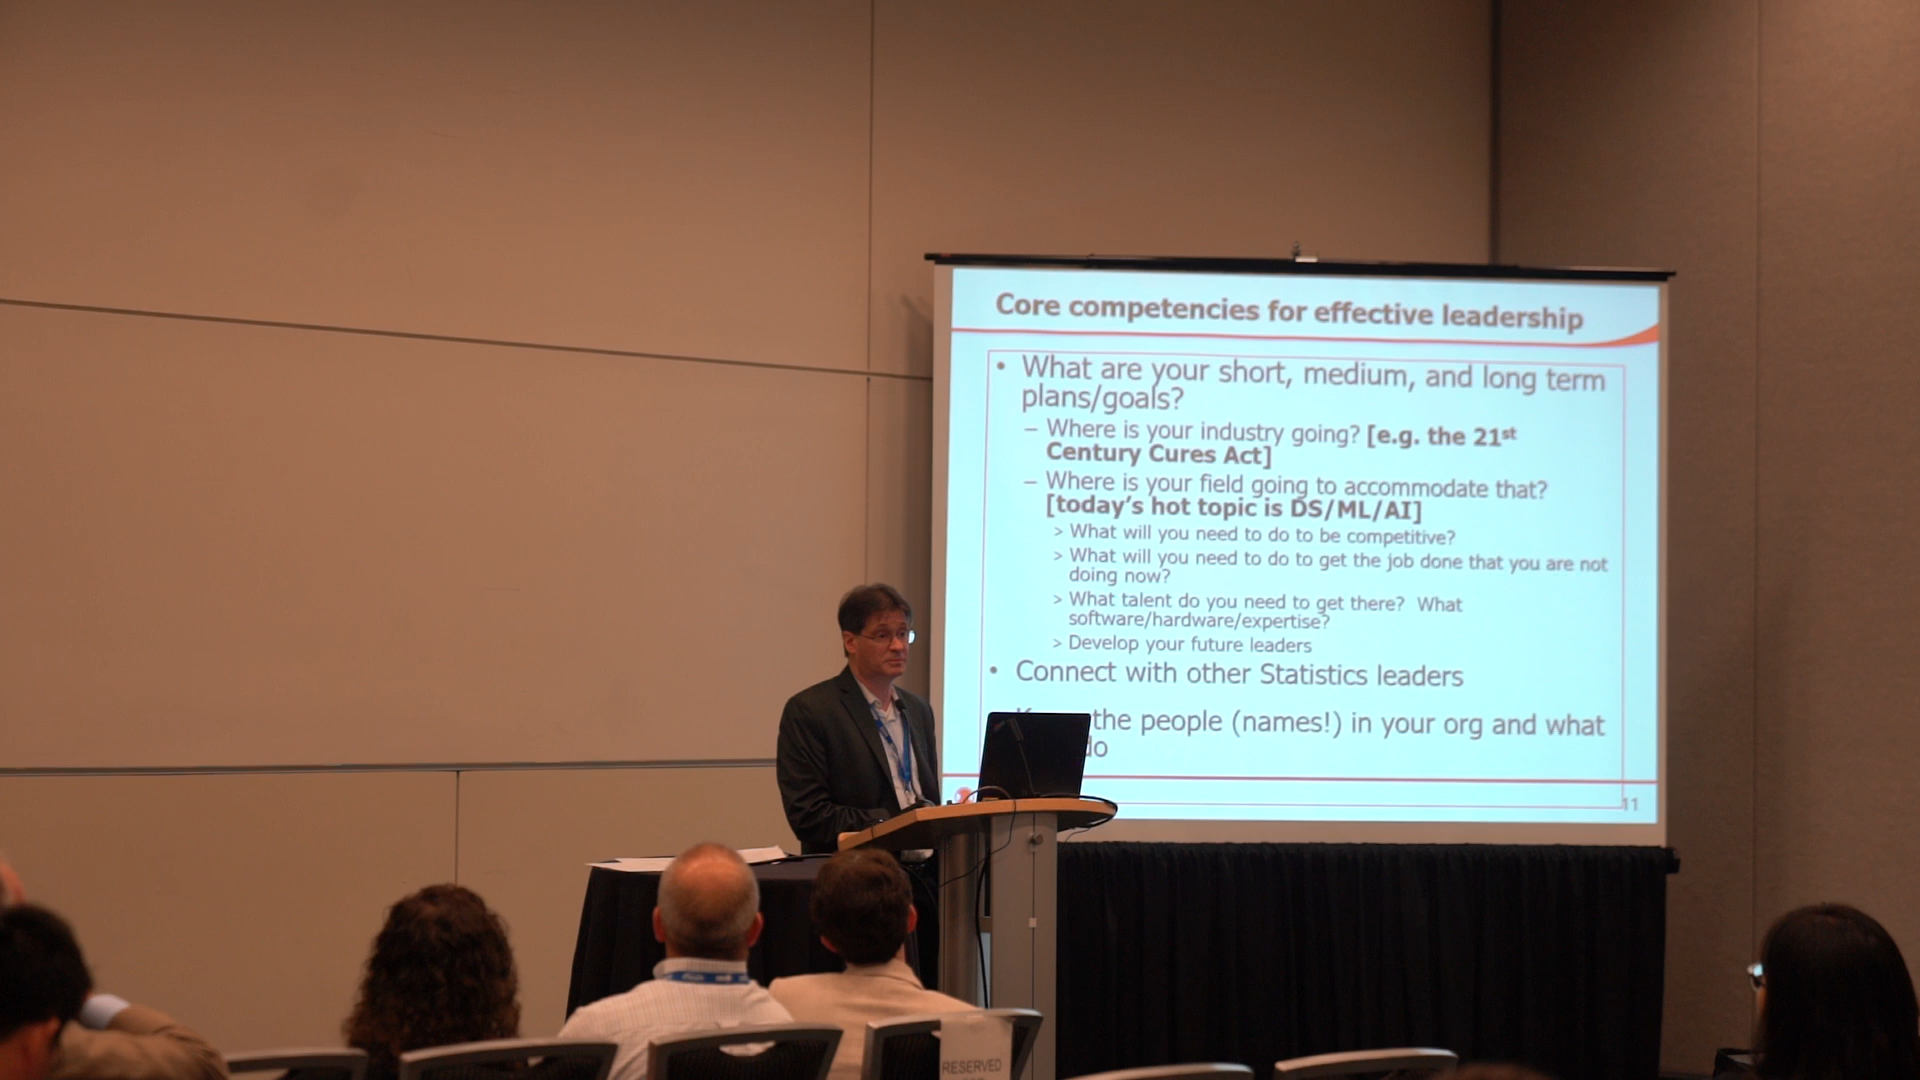 Core competencies for effective leadership
• What are your short, medium, and long term
plans/goals?
– Where is your industry going? [e.g. the 21st
Century Cures Act]
– Where is your field going to accommodate that?
[today's hot topic is DS/ML/AI]
> What will you need to do to be competitive?
> What will you need to do to get the job done that you are not
doing now?
> What talent do you need to get there? What
software/hardware/expertise?
> Develop your future leaders
• Connect with other Statistics leaders
the people (names!) in your org and what
do
11
RESERVED